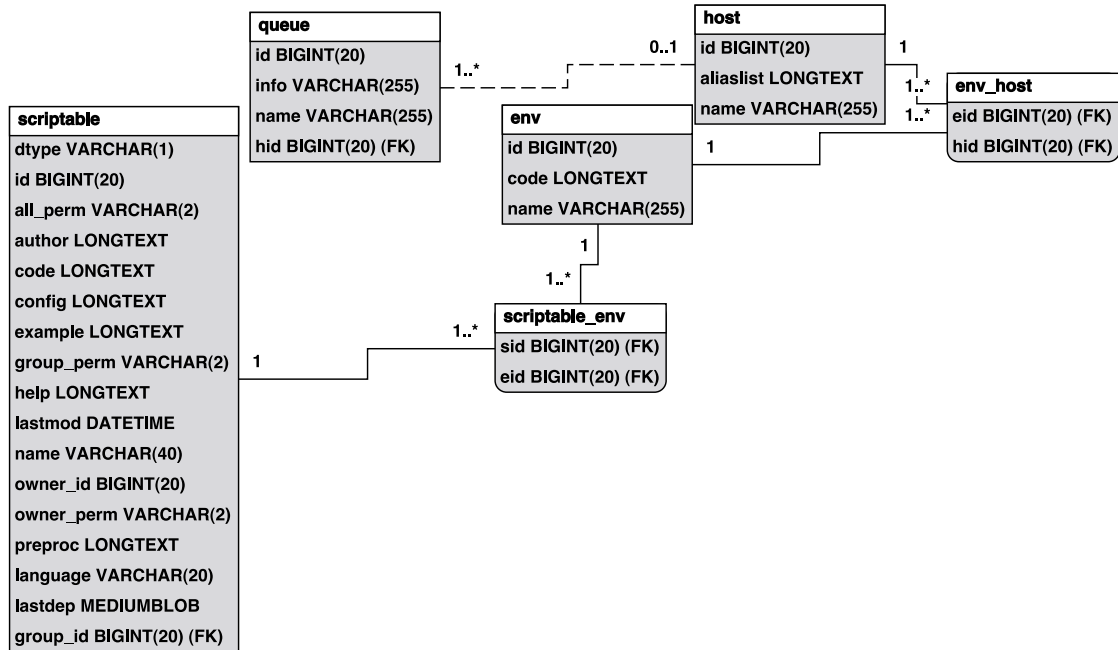 queue
id BIGINT(20)
info VARCHAR(255)
name VARCHAR(255)
hid BIGINT(20) (FK)
1..*
0..1
host
id BIGINT(20)
aliaslist LONGTEXT
name VARCHAR(255)
1
1..*
env_host
eid BIGINT(20) (FK)
hid BIGINT(20) (FK)
1..*
1
env
id BIGINT(20)
code LONGTEXT
name VARCHAR(255)
1
1..*
scriptable_env
sid BIGINT(20) (FK)
eid BIGINT(20) (FK)
1..*
1
scriptable
dtype VARCHAR(1)
id BIGINT(20)
all_perm VARCHAR(2)
author LONGTEXT
code LONGTEXT
config LONGTEXT
example LONGTEXT
group_perm VARCHAR(2)
help LONGTEXT
lastmod DATETIME
name VARCHAR(40)
owner_id BIGINT(20)
owner_perm VARCHAR(2)
preproc LONGTEXT
language VARCHAR(20)
lastdep MEDIUMBLOB
group_id BIGINT(20) (FK)